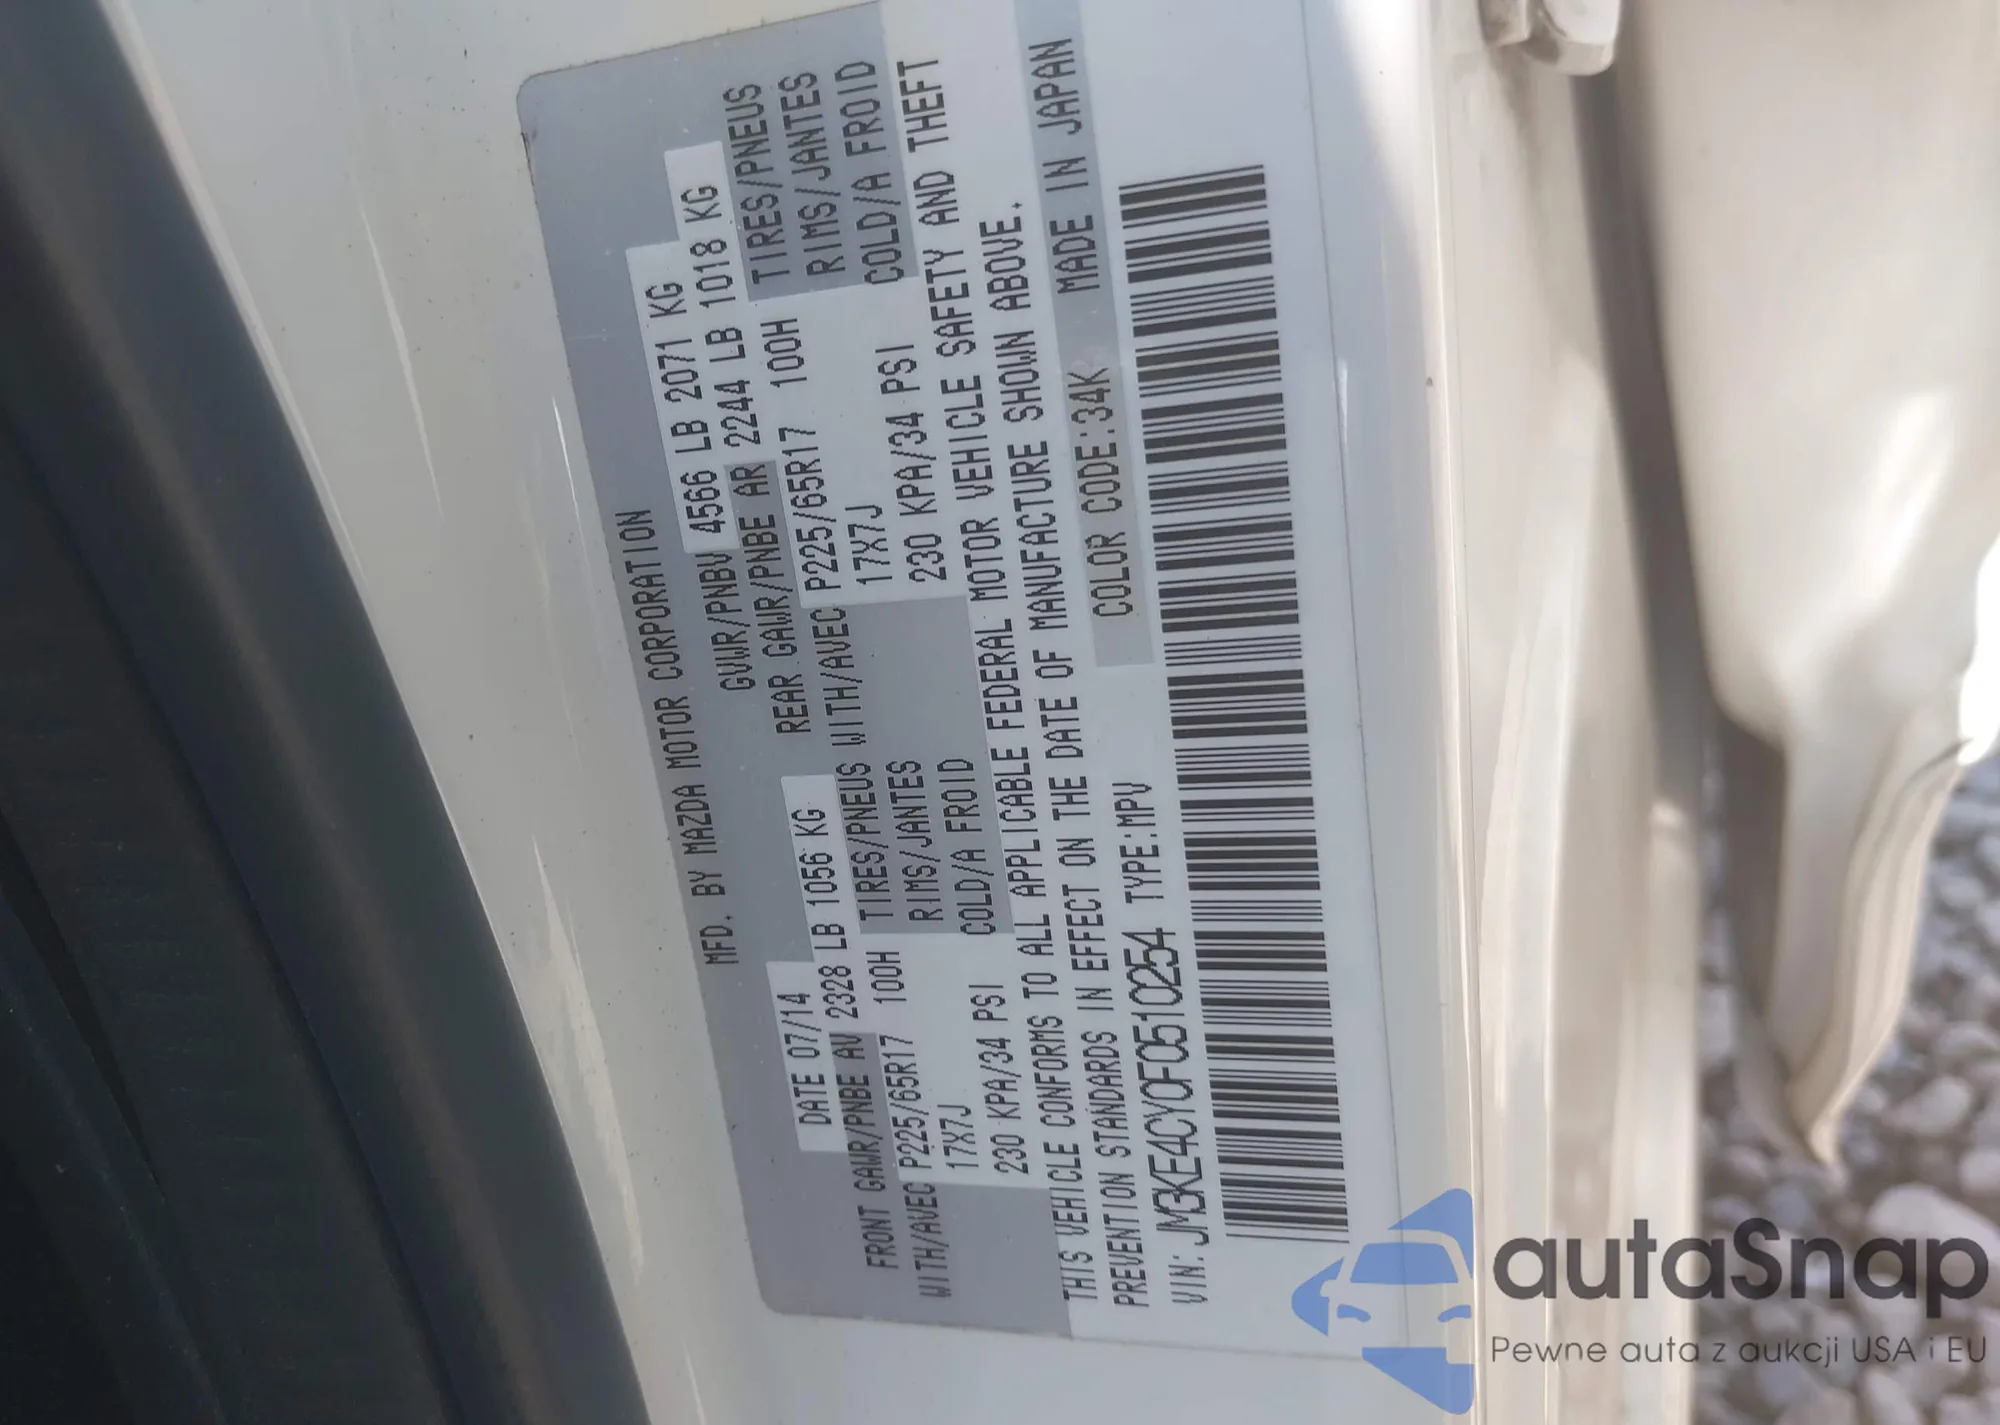 MFD. BY MAZDA MOTOR CORPORATION
DATE 07/14 GVWR/PNBV 4566 LB 2071 KG
FRONT GAWR/PNBE AV 2328 LB 1056 KG REAR GAWR/PNBE AR 2244 LB 1018 KG
WITH/AVEC P225/65R17 100H TIRES/PNEUS WITH/AVEC P225/65R17 100H TIRES/PNEUS
17X7J RIMS/JANTES 17X7J RIMS/JANTES
230 KPA/34 PSI COLD/A FROID 230 KPA/34 PSI COLD/A FROID
THIS VEHICLE CONFORMS TO ALL APPLICABLE FEDERAL MOTOR VEHICLE SAFETY AND THEFT
PREVENTION STANDARDS IN EFFECT ON THE DATE OF MANUFACTURE SHOWN ABOVE.
VIN: JM3KE4CY0F0510254 TYPE:MPV COLOR CODE:34K MADE IN JAPAN
autoSnap
Pewne auta z aukcji USA i EU